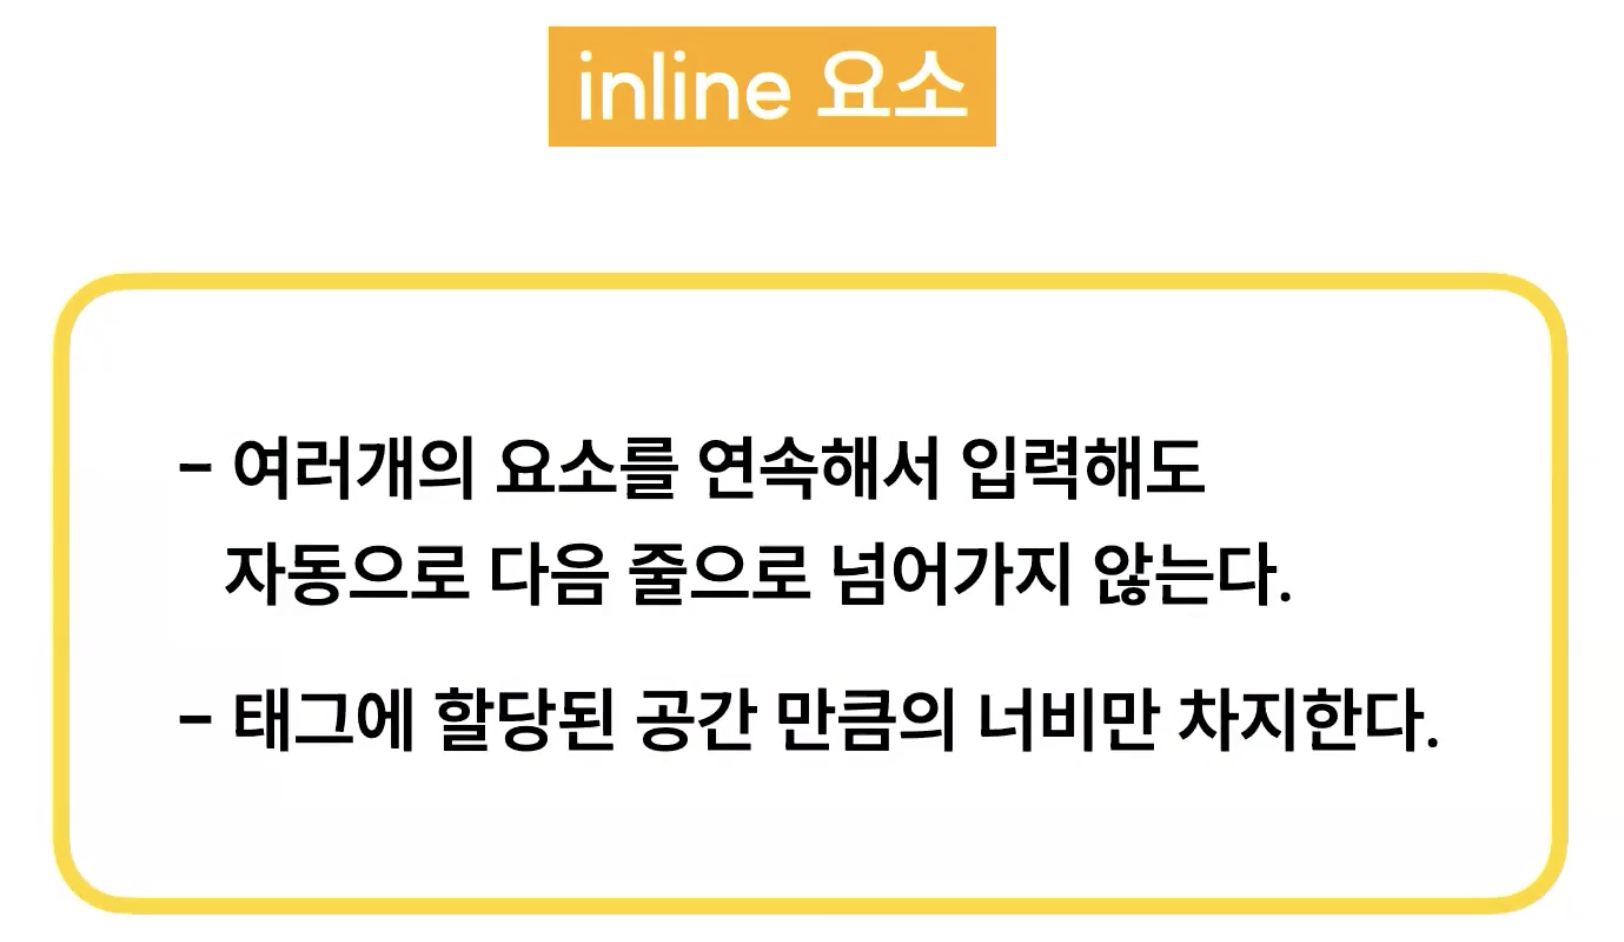 inline 요소
- 여러개의 요소를 연속해서 입력해도
자동으로 다음 줄으로 넘어가지 않는다.
- 태그에 할당된 공간 만큼의 너비만 차지한다.